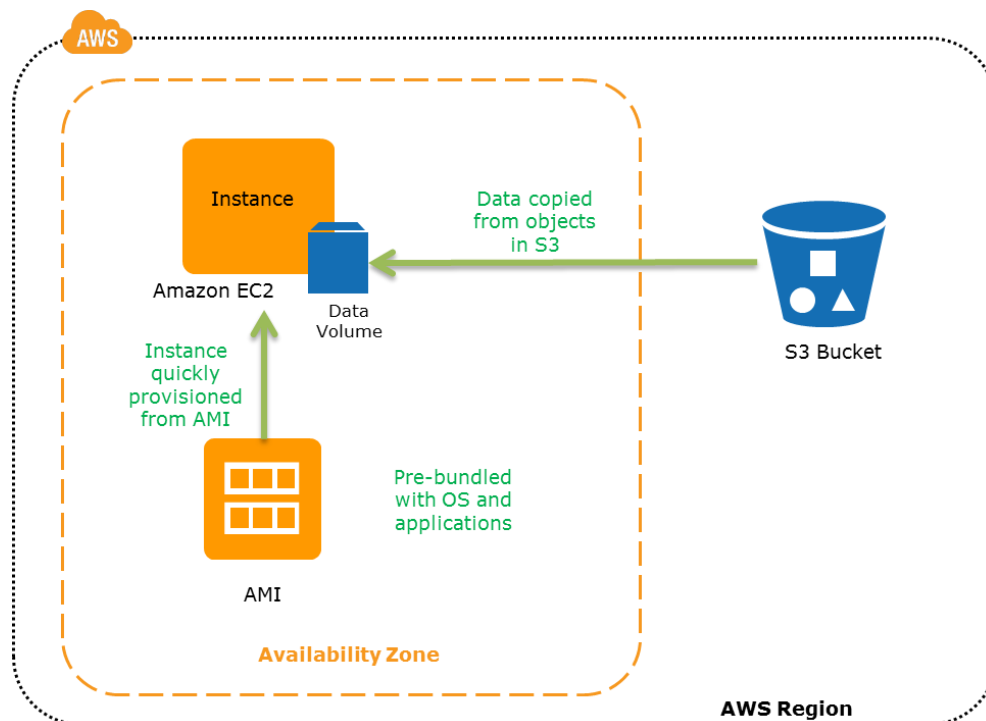 AWS
Instance
Amazon EC2
Data
Volume
Data copied
from objects
in S3
S3 Bucket
Instance
quickly
provisioned
from AMI
Pre-bundled
with OS and
applications
AMI
Availability Zone
AWS Region